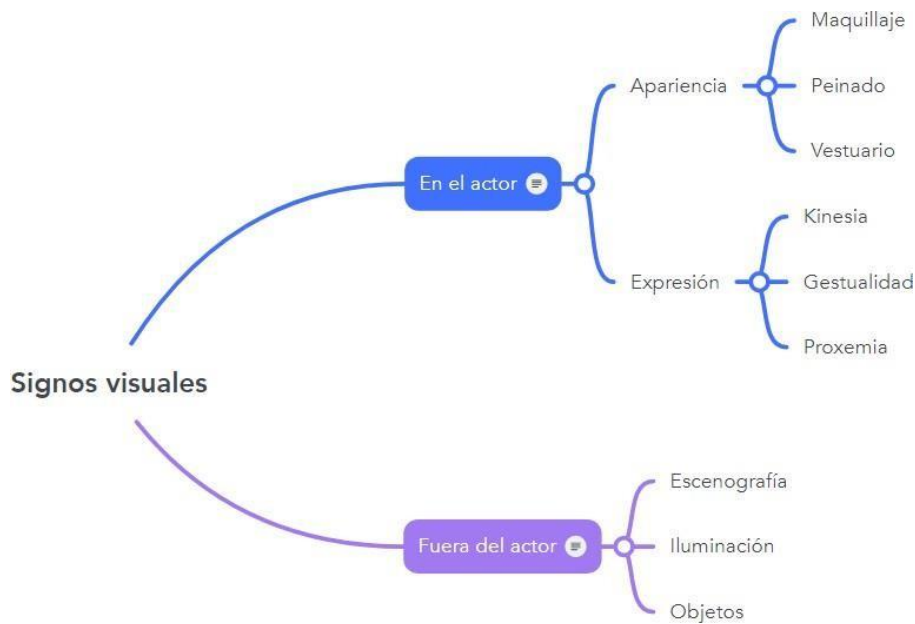 Signos visuales
En el actor
Apariencia
Maquillaje
Peinado
Vestuario
Expresión
Kinesia
Gestualidad
Proxemia
Fuera del actor
Escenografía
Iluminación
Objetos